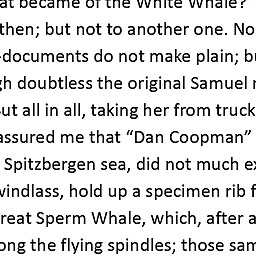 at became of the White Whale?
then; but not to another one. No
-documents do not make plain; b
gh doubtless the original Samuel
But all in all, taking her from truck
assured me that “Dan Coopman”
Spitzbergen sea, did not much e
windlass, hold up a specimen rib f
reat Sperm Whale, which, after a
ong the flying spindles; those sam